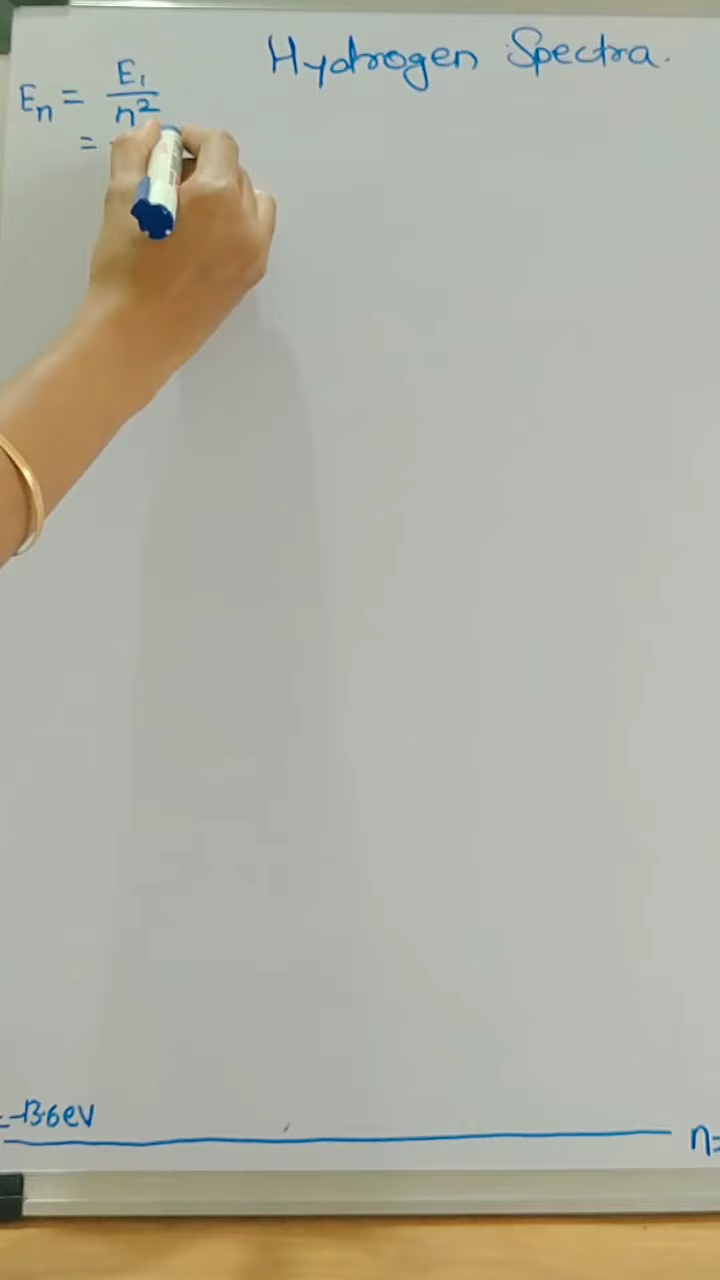 Hydrogen Spectra.
En = E₁/n²
=
= -13.6eV
n=